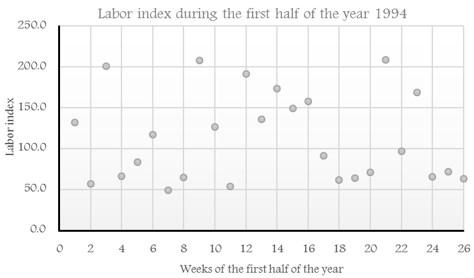 Labor index during the first half of the year 1994
250.0
200.0
150.0
100.0
50.0
0.0
Labor index
0 2 4 6 8 10 12 14 16 18 20 22 24 26
Weeks of the first half of the year